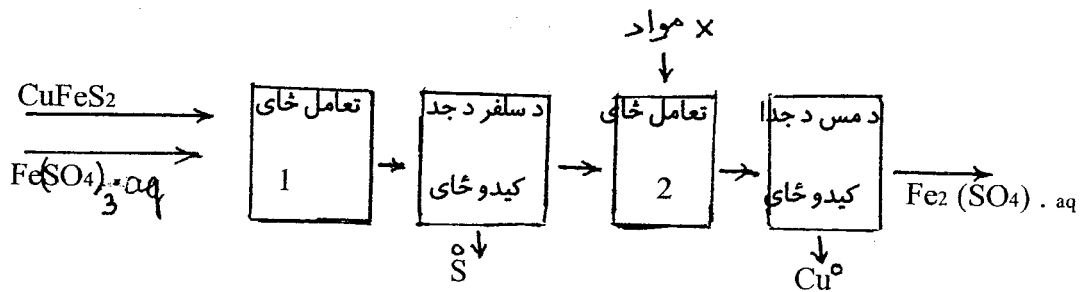 x مواد
CuFeS2
Fe(SO4)3.aq
تعامل ځای
1
د سلفر د جد
کیدو ځای
S°
تعامل ځای
2
د مس د جدا
کیدو ځای
Cu°
Fe2 (SO4) . aq